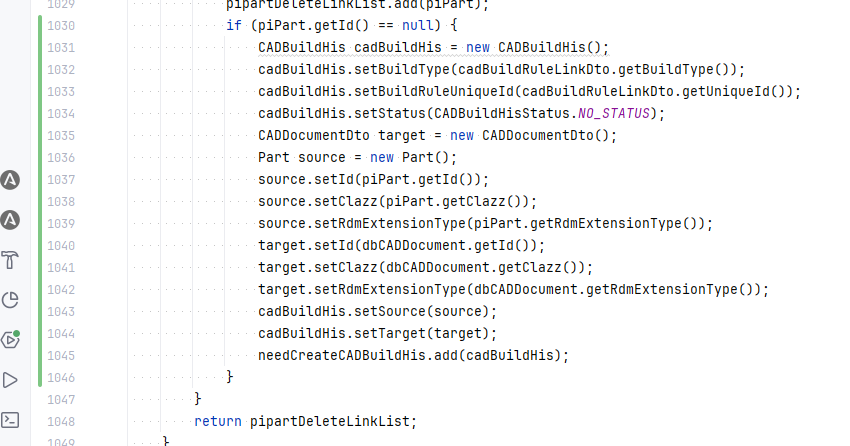 1029 pipartDeleteLinkList.add(piPart);
1030 if (piPart.getId() == null) {
1031 CADBuildHis cadBuildHis = new CADBuildHis();
1032 cadBuildHis.setBuildType(cadBuildRuleLinkDto.getBuildType());
1033 cadBuildHis.setBuildRuleUniqueId(cadBuildRuleLinkDto.getUniqueId());
1034 cadBuildHis.setStatus(CADBuildHisStatus.NO_STATUS);
1035 CADDocumentDto target = new CADDocumentDto();
1036 Part source = new Part();
1037 source.setId(piPart.getId());
1038 source.setClazz(piPart.getClazz());
1039 source.setRdmExtensionType(piPart.getRdmExtensionType());
1040 target.setId(dbCADDocument.getId());
1041 target.setClazz(dbCADDocument.getClazz());
1042 target.setRdmExtensionType(dbCADDocument.getRdmExtensionType());
1043 cadBuildHis.setSource(source);
1044 cadBuildHis.setTarget(target);
1045 needCreateCADBuildHis.add(cadBuildHis);
1046 }
1047 }
1048 return pipartDeleteLinkList;
1049 }